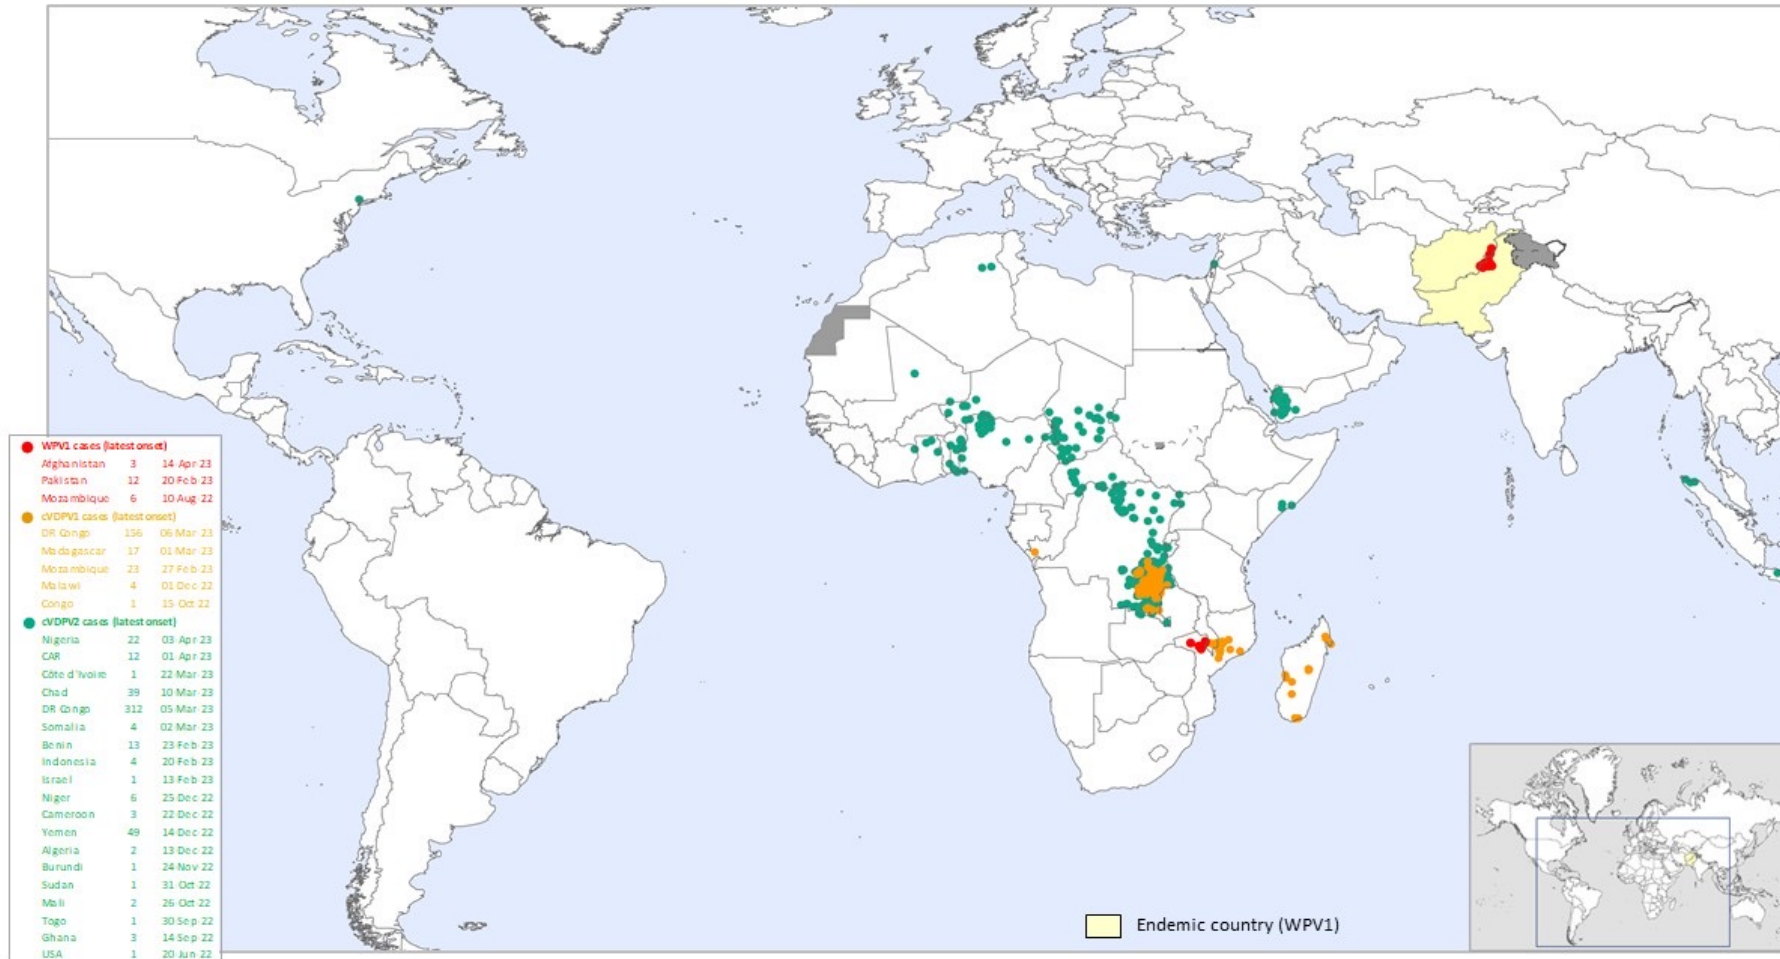 WPV1 cases (latest onset)
Afghanistan 3 14-Apr-23
Pakistan 12 20-Feb-23
Mozambique 6 10-Aug-22
cVDPV1 cases (latest onset)
DR Congo 156 06-Mar-23
Madagascar 17 01-Mar-23
Mozambique 23 27-Feb-23
Malawi 4 01-Dec-22
Congo 1 15-Oct-22
cVDPV2 cases (latest onset)
Nigeria 22 03-Apr-23
CAR 12 01-Apr-23
Côte d'Ivoire 1 22-Mar-23
Chad 39 10-Mar-23
DR Congo 312 05-Mar-23
Somalia 4 02-Mar-23
Benin 13 23-Feb-23
Indonesia 4 20-Feb-23
Israel 1 13-Feb-23
Niger 6 25-Dec-22
Cameroon 3 22-Dec-22
Yemen 49 14-Dec-22
Algeria 2 13-Dec-22
Burundi 1 24-Nov-22
Sudan 1 31-Oct-22
Mali 2 26-Oct-22
Togo 1 30-Sep-22
Ghana 3 14-Sep-22
USA 1 20-Jun-22
Endemic country (WPV1)